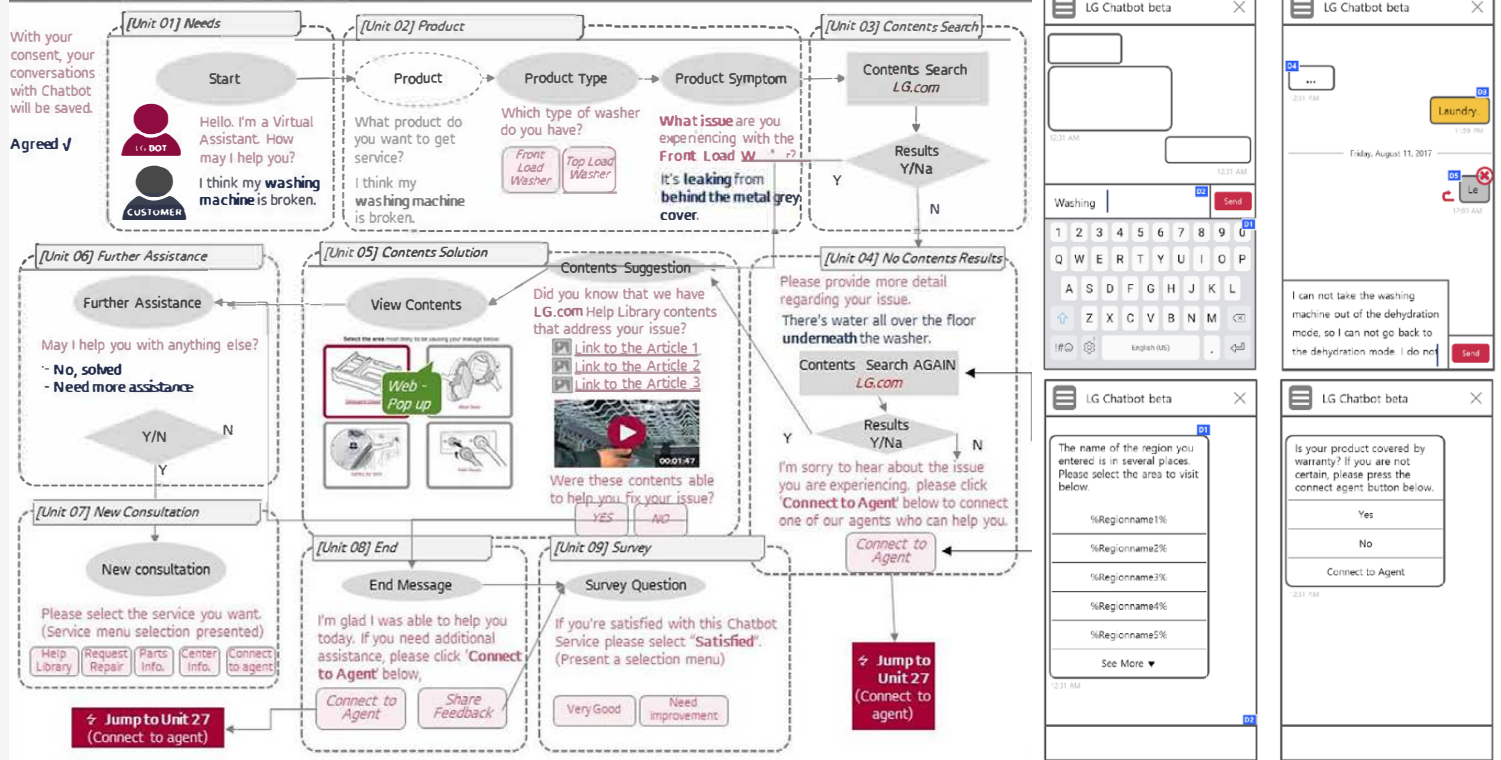 With your
consent, your
conversations
with Chatbot
will be saved.
Agreed √
[Unit 01] Needs
Start
LG BOT
Hello. I'm a Virtual
Assistant. How
may I help you?
CUSTOMER
I think my washing
machine is broken.
[Unit 02] Product
Product
What product do
you want to get
service?
I think my
washing machine
is broken.
Product Type
Which type of washer
do you have?
Front
Load
Washer
Top Load
Washer
Product Symptom
What issue are you
experiencing with the
Front Load W r?
It's leaking from
behind the metal grey
cover.
[Unit 03] Contents Search
Contents Search
LG.com
Results
Y/Na
Y
N
[Unit 06] Further Assistance
Further Assistance
May I help you with anything else?
- No, solved
- Need more assistance
Y/N
N
Y
[Unit 05] Contents Solution
View Contents
Select the area most likely to be causing your leakage below
Web -
Pop up
Contents Suggestion
Did you know that we have
LG.com Help Library contents
that address your issue?
Link to the Article 1
Link to the Article 2
Link to the Article 3
00:01:47
Were these contents able
to help you fix your issue?
YES
NO
[Unit 04] No Contents Results
Please provide more detail
regarding your issue.
There's water all over the floor
underneath the washer.
Contents Search AGAIN
LG.com
Results
Y/Na
Y
N
I'm sorry to hear about the issue
you are experiencing. please click
'Connect to Agent' below to connect
one of our agents who can help you.
Connect to
Agent
Jump to
Unit 27
(Connect to
agent)
[Unit 07] New Consultation
New consultation
Please select the service you want.
(Service menu selection presented)
Help
Library
Request
Repair
Parts
Info.
Center
Info.
Connect
to agent
Jump to Unit 27
(Connect to agent)
[Unit 08] End
End Message
I'm glad I was able to help you
today. If you need additional
assistance, please click 'Connect
to Agent' below,
Connect to
Agent
Share
Feedback
[Unit 09] Survey
Survey Question
If you're satisfied with this Chatbot
Service please select "Satisfied".
(Present a selection menu)
Very Good
Need
improvement
LG Chatbot beta
12:31 AM
12:31 AM
Washing
D2
Send
D1
1 2 3 4 5 6 7 8 9 0
Q W E R T Y U I O P
A S D F G H J K L
Z X C V B N M
!#☺
English (US)
.
LG Chatbot beta
D4
...
12:31 AM
D3
Laundry..
11:59 PM
Friday, August 11, 2017
D5
Le
12:00 AM
I can not take the washing
machine out of the dehydration
mode, so I can not go back to
the dehydration mode. I do not
Send
LG Chatbot beta
D1
The name of the region you
entered is in several places.
Please select the area to visit
below.
%Regionname1%
%Regionname2%
%Regionname3%
%Regionname4%
%Regionname5%
See More ▼
12:31 AM
D2
LG Chatbot beta
Is your product covered by
warranty? If you are not
certain, please press the
connect agent button below.
Yes
No
Connect to Agent
12:31 AM